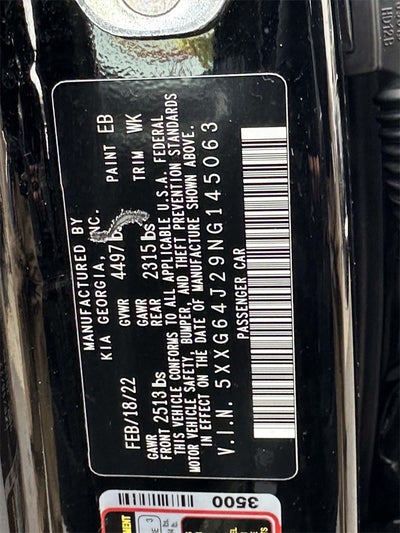 MANUFACTURED BY
KIA GEORGIA, INC.
FEB/18/22 GVWR 4497 lbs PAINT EB
GAWR FRONT 2513 lbs GAWR REAR 2315 lbs TRIM WK
THIS VEHICLE CONFORMS TO ALL APPLICABLE U.S.A. FEDERAL
MOTOR VEHICLE SAFETY, BUMPER, AND THEFT PREVENTION STANDARDS
IN EFFECT ON THE DATE OF MANUFACTURE SHOWN ABOVE.
V.I.N. 5XXG64J29NG145063
PASSENGER CAR
3500